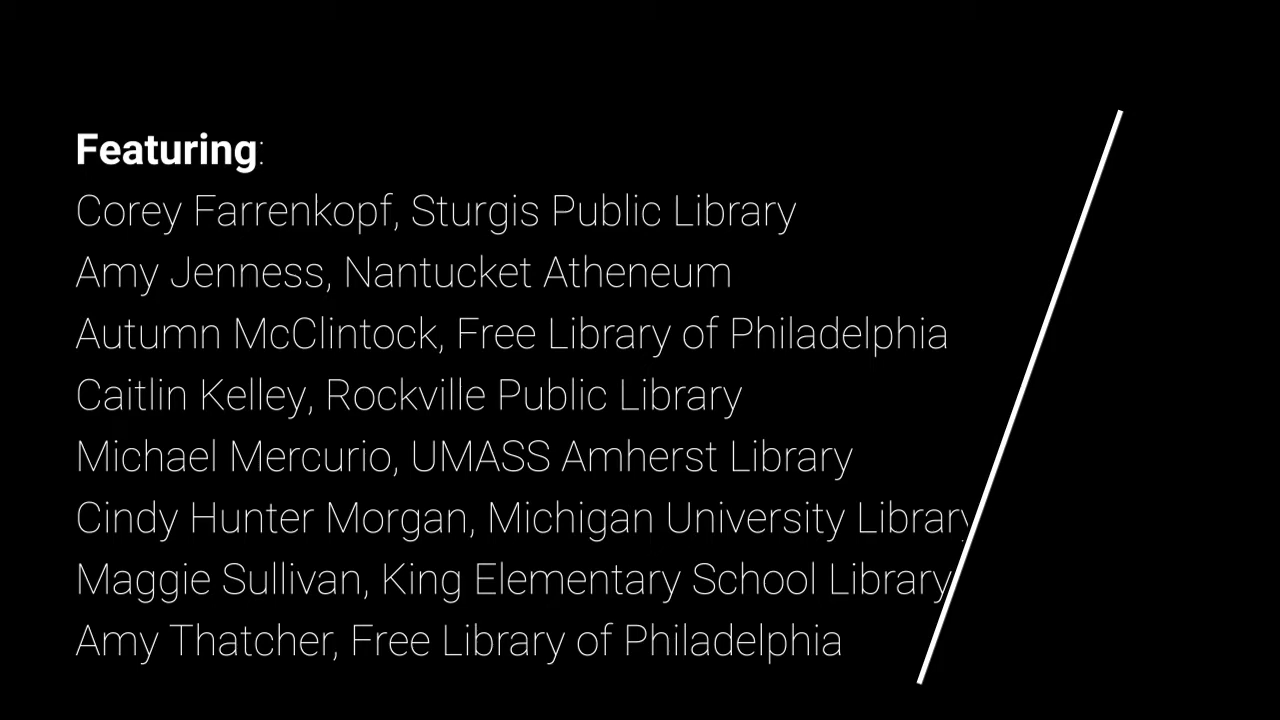 Featuring:
Corey Farrenkopf, Sturgis Public Library
Amy Jenness, Nantucket Atheneum
Autumn McClintock, Free Library of Philadelphia
Caitlin Kelley, Rockville Public Library
Michael Mercurio, UMASS Amherst Library
Cindy Hunter Morgan, Michigan University Library
Maggie Sullivan, King Elementary School Library
Amy Thatcher, Free Library of Philadelphia